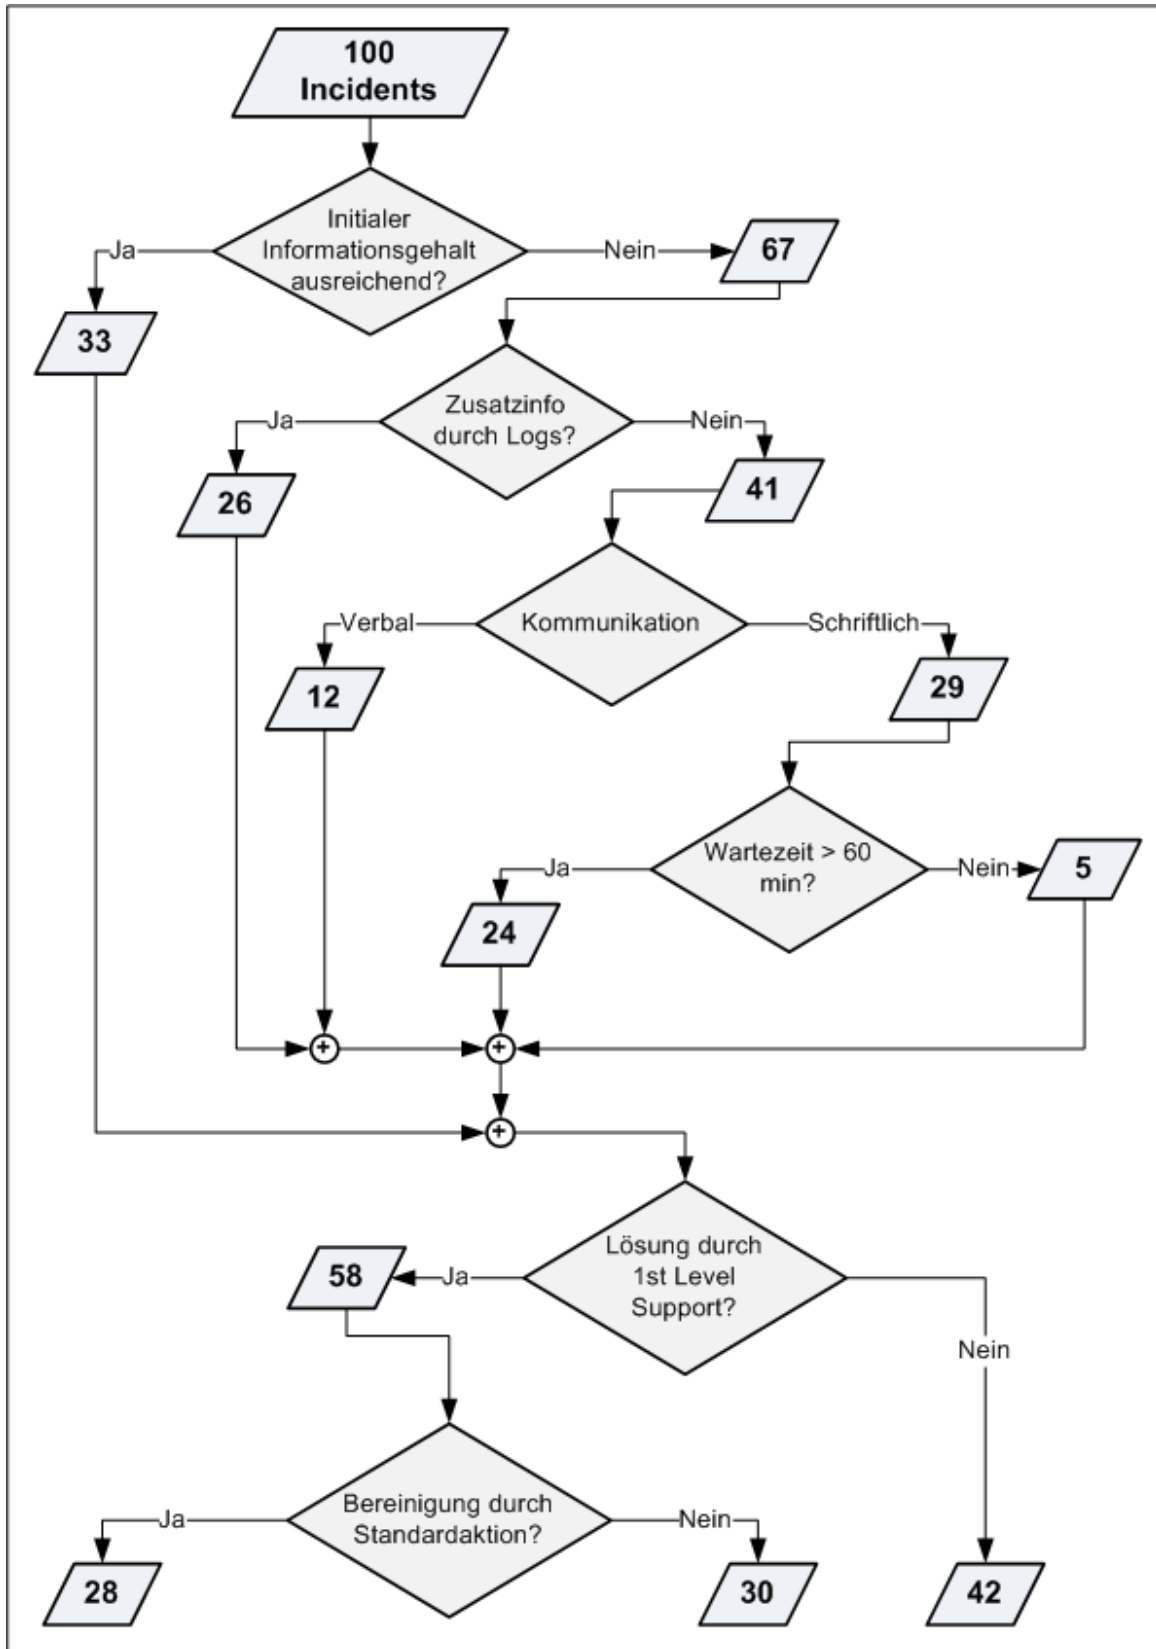 100
Incidents
Initialer
Informationsgehalt
ausreichend?
Ja
Nein
67
33
Zusatzinfo
durch Logs?
Ja
Nein
26
41
Kommunikation
Verbal
Schriftlich
12
29
Wartezeit > 60
min?
Ja
Nein
5
24
+
+
+
Lösung durch
1st Level
Support?
Ja
58
Nein
Bereinigung durch
Standardaktion?
Ja
Nein
28
30
42